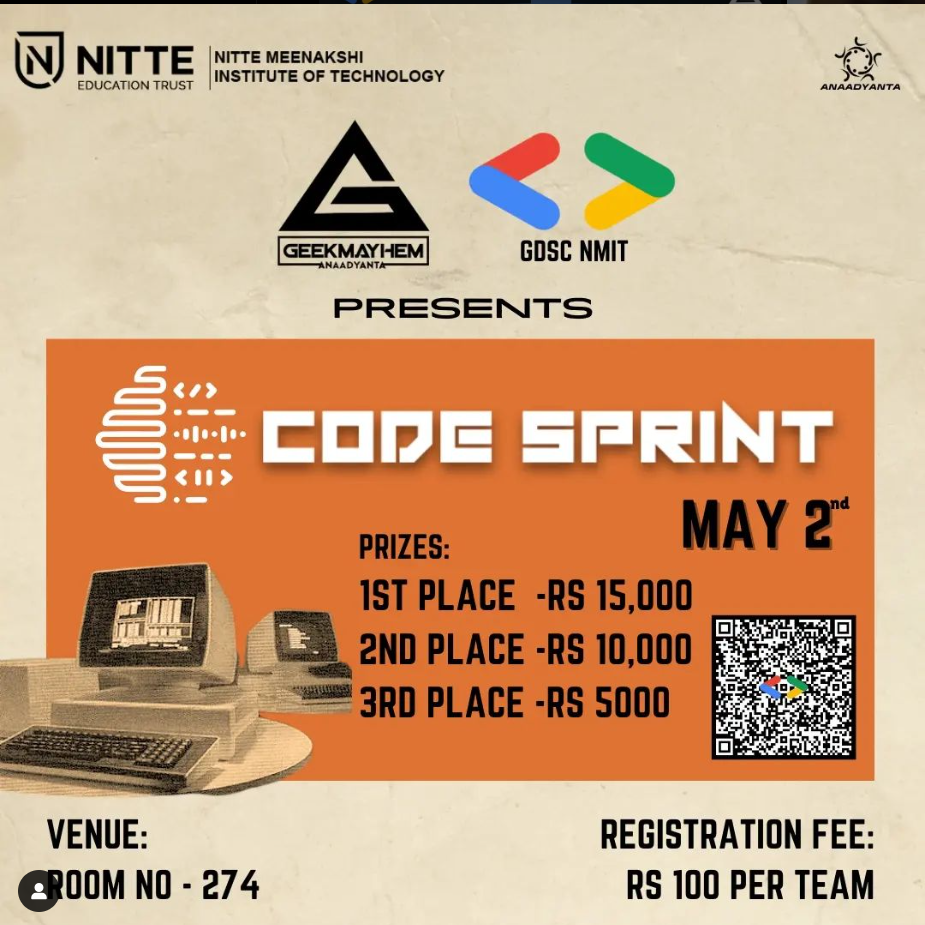 NITTE
EDUCATION TRUST
NITTE MEENAKSHI
INSTITUTE OF TECHNOLOGY
ANAADYANTA
GEEKMAYHEM
ANAADYANTA
GDSC NMIT
PRESENTS
CODE SPRINT
MAY 2nd
PRIZES:
1ST PLACE -RS 15,000
2ND PLACE -RS 10,000
3RD PLACE -RS 5000
VENUE:
ROOM NO - 274
REGISTRATION FEE:
RS 100 PER TEAM